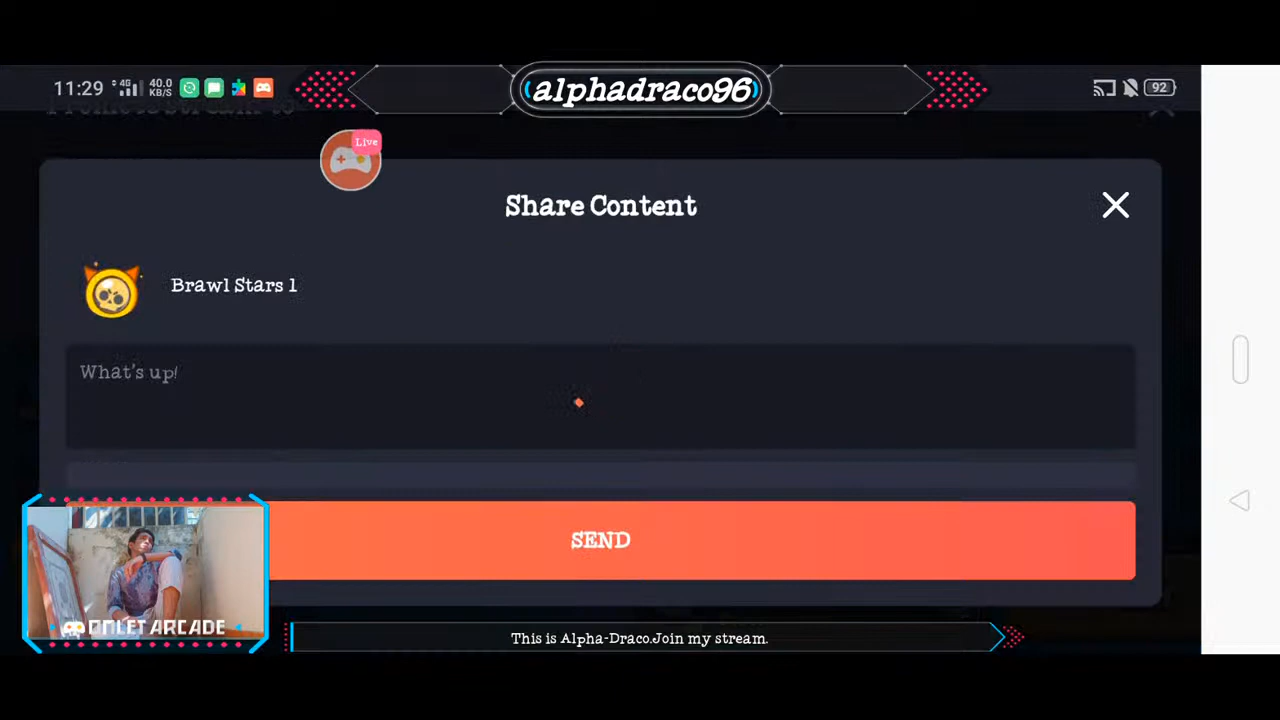 11:29 4G 40.0 KB/S
alphadraco96
92
Live
Share Content
Brawl Stars 1
What's up!
SEND
OMLET ARCADE
This is Alpha-Draco.Join my stream.